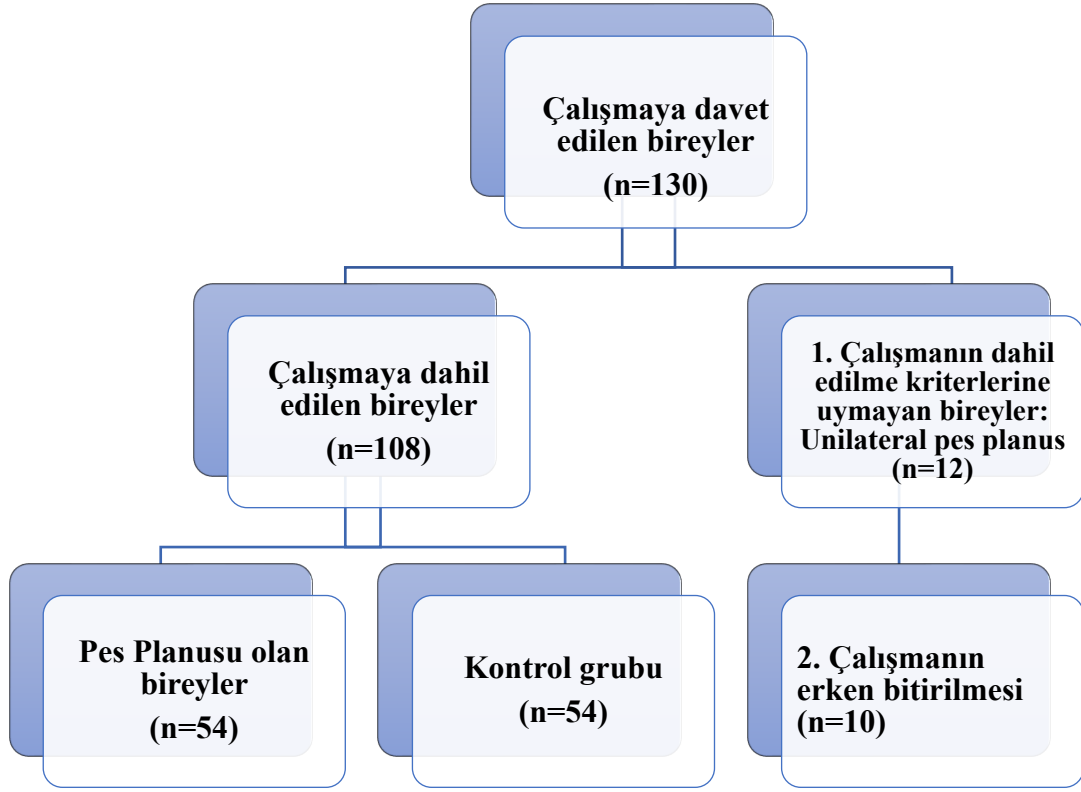 Çalışmaya davet
edilen bireyler
(n=130)
Çalışmaya dahil
edilen bireyler
(n=108)
1. Çalışmanın dahil
edilme kriterlerine
uymayan bireyler:
Unilateral pes planus
(n=12)
Pes Planusu olan
bireyler
(n=54)
Kontrol grubu
(n=54)
2. Çalışmanın
erken bitirilmesi
(n=10)